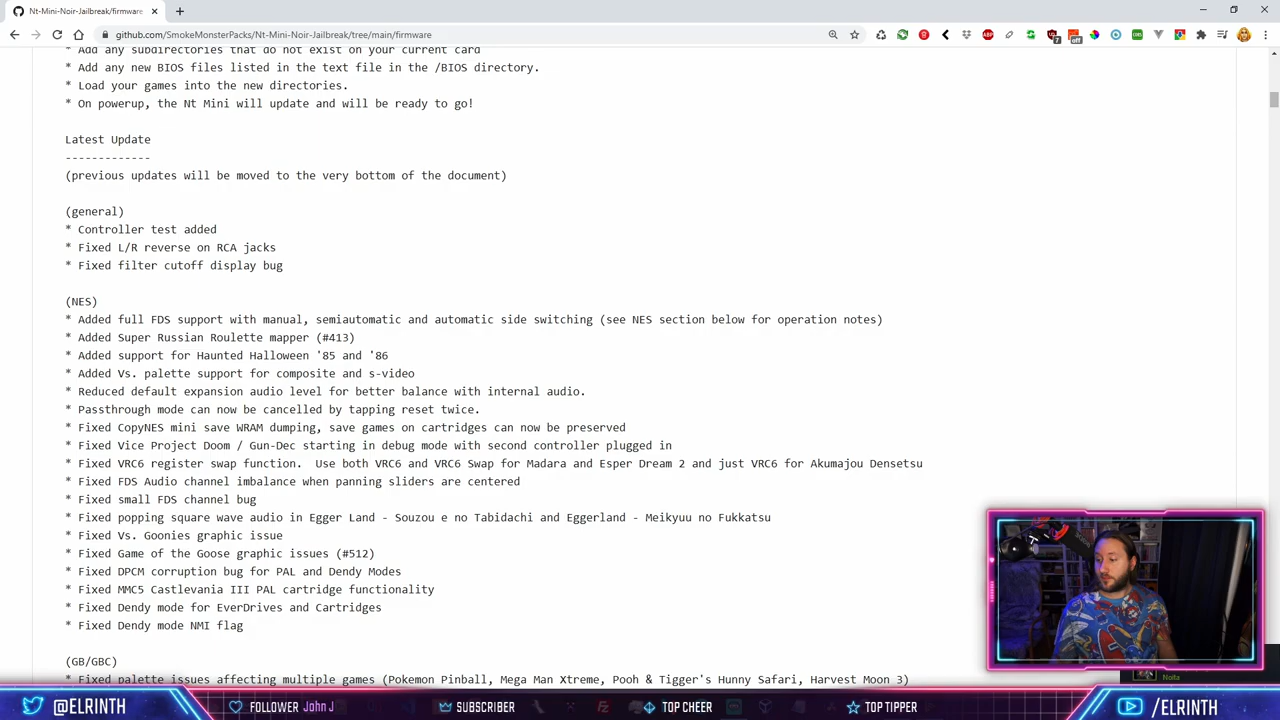 Nt-Mini-Noir-Jailbreak/firmware
github.com/SmokeMonsterPacks/Nt-Mini-Noir-Jailbreak/tree/main/firmware
* Add any subdirectories that do not exist on your current card
* Add any new BIOS files listed in the text file in the /BIOS directory.
* Load your games into the new directories.
* On powerup, the Nt Mini will update and will be ready to go!
Latest Update
-------------
(previous updates will be moved to the very bottom of the document)
(general)
* Controller test added
* Fixed L/R reverse on RCA jacks
* Fixed filter cutoff display bug
(NES)
* Added full FDS support with manual, semiautomatic and automatic side switching (see NES section below for operation notes)
* Added Super Russian Roulette mapper (#413)
* Added support for Haunted Halloween '85 and '86
* Added Vs. palette support for composite and s-video
* Reduced default expansion audio level for better balance with internal audio.
* Passthrough mode can now be cancelled by tapping reset twice.
* Fixed CopyNES mini save WRAM dumping, save games on cartridges can now be preserved
* Fixed Vice Project Doom / Gun-Dec starting in debug mode with second controller plugged in
* Fixed VRC6 register swap function.  Use both VRC6 and VRC6 Swap for Madara and Esper Dream 2 and just VRC6 for Akumajou Densetsu
* Fixed FDS Audio channel imbalance when panning sliders are centered
* Fixed small FDS channel bug
* Fixed popping square wave audio in Egger Land - Souzou e no Tabidachi and Eggerland - Meikyuu no Fukkatsu
* Fixed Vs. Goonies graphic issue
* Fixed Game of the Goose graphic issues (#512)
* Fixed DPCM corruption bug for PAL and Dendy Modes
* Fixed MMC5 Castlevania III PAL cartridge functionality
* Fixed Dendy mode for EverDrives and Cartridges
* Fixed Dendy mode NMI flag
(GB/GBC)
* Fixed palette issues affecting multiple games (Pokemon Pinball, Mega Man Xtreme, Pooh & Tigger's Hunny Safari, Harvest Moon 3)
Noita
@ELRINTH
FOLLOWER John J
SUBSCRIBER
TOP CHEER
TOP TIPPER
/ELRINTH